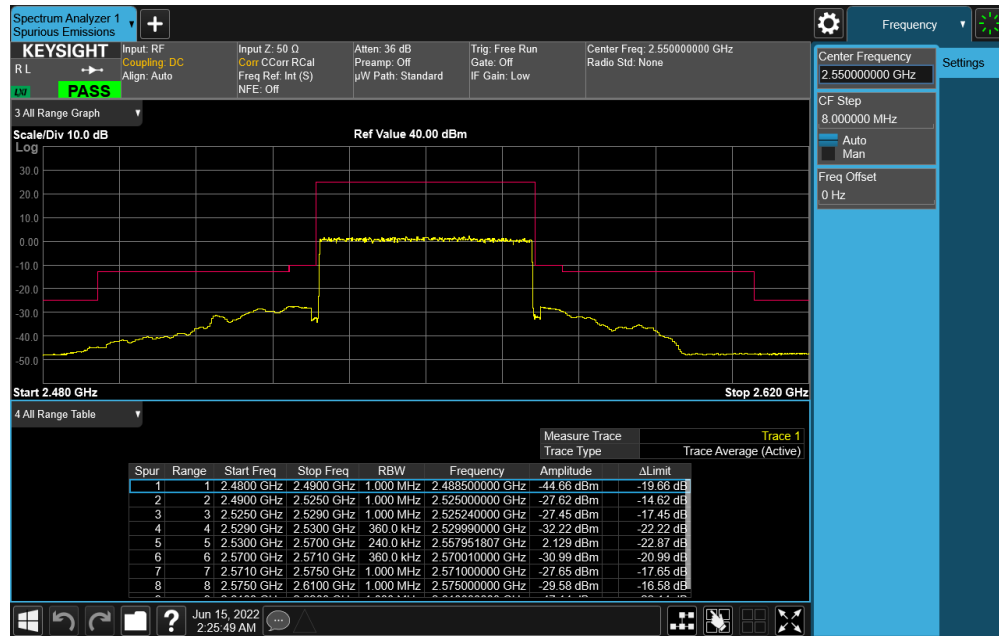 Spectrum Analyzer 1
Spurious Emissions
Frequency
KEYSIGHT
R L
LXI
PASS
Input: RF
Coupling: DC
Align: Auto
Input Z: 50 Ω
Corr CCorr RCal
Freq Ref: Int (S)
NFE: Off
Atten: 36 dB
Preamp: Off
µW Path: Standard
Trig: Free Run
Gate: Off
IF Gain: Low
Center Freq: 2.550000000 GHz
Radio Std: None
Center Frequency
2.550000000 GHz
Settings
CF Step
8.000000 MHz
Auto
Man
Freq Offset
0 Hz
3 All Range Graph
Scale/Div 10.0 dB
Ref Value 40.00 dBm
Log
30.0
20.0
10.0
0.00
-10.0
-20.0
-30.0
-40.0
-50.0
Start 2.480 GHz
Stop 2.620 GHz
4 All Range Table
Measure Trace Trace 1
Trace Type Trace Average (Active)
Spur Range Start Freq Stop Freq RBW Frequency Amplitude ΔLimit
1 1 2.4800 GHz 2.4900 GHz 1.000 MHz 2.488500000 GHz -44.66 dBm -19.66 dB
2 2 2.4900 GHz 2.5250 GHz 1.000 MHz 2.525000000 GHz -27.62 dBm -14.62 dB
3 3 2.5250 GHz 2.5290 GHz 1.000 MHz 2.525240000 GHz -27.45 dBm -17.45 dB
4 4 2.5290 GHz 2.5300 GHz 360.0 kHz 2.529990000 GHz -32.22 dBm -22.22 dB
5 5 2.5300 GHz 2.5700 GHz 240.0 kHz 2.557951807 GHz 2.129 dBm -22.87 dB
6 6 2.5700 GHz 2.5710 GHz 360.0 kHz 2.570010000 GHz -30.99 dBm -20.99 dB
7 7 2.5710 GHz 2.5750 GHz 1.000 MHz 2.571000000 GHz -27.65 dBm -17.65 dB
8 8 2.5750 GHz 2.6100 GHz 1.000 MHz 2.575000000 GHz -29.58 dBm -16.58 dB
?
Jun 15, 2022
2:25:49 AM